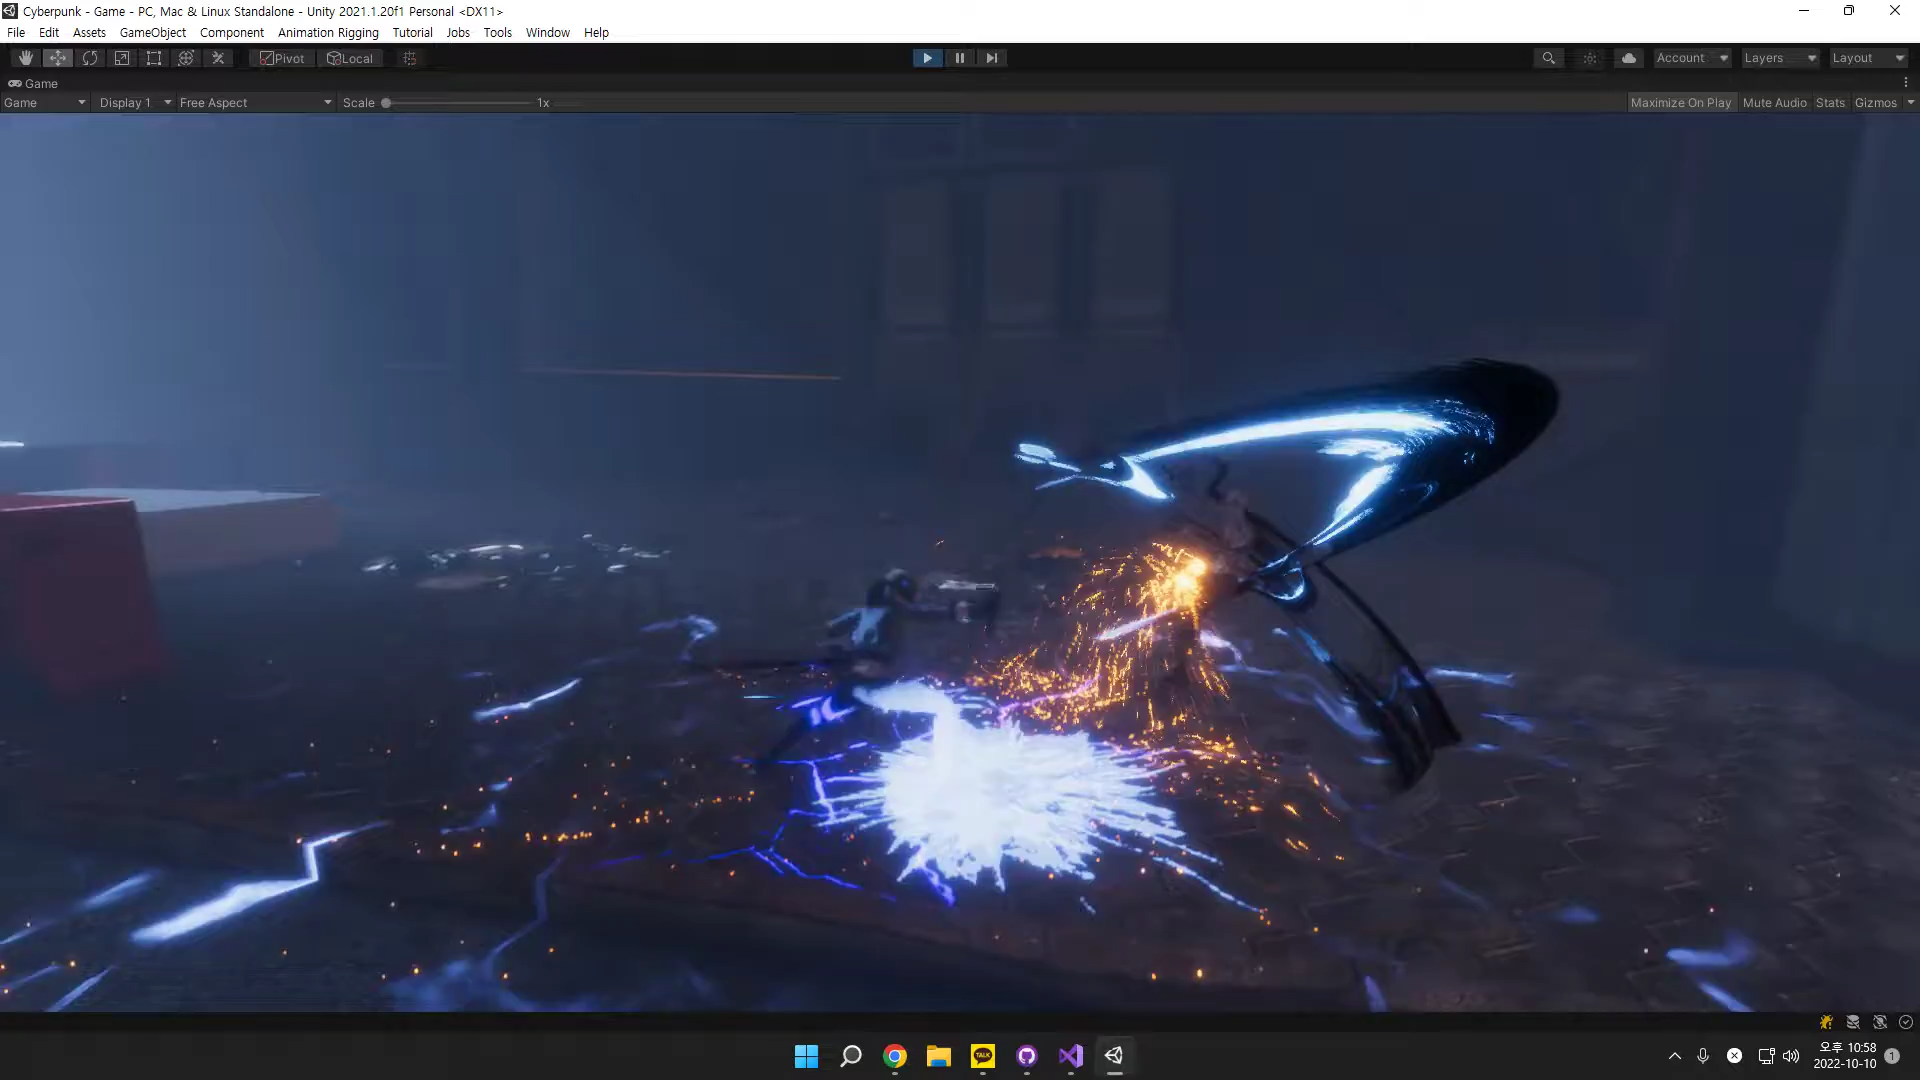 Cyberpunk - Game - PC, Mac & Linux Standalone - Unity 2021.1.20f1 Personal <DX11>
File Edit Assets GameObject Component Animation Rigging Tutorial Jobs Tools Window Help
Pivot Local Account Layers Layout
Game
Game Display 1 Free Aspect Scale 1x Maximize On Play Mute Audio Stats Gizmos
TALK
오후 10:58
2022-10-10
1